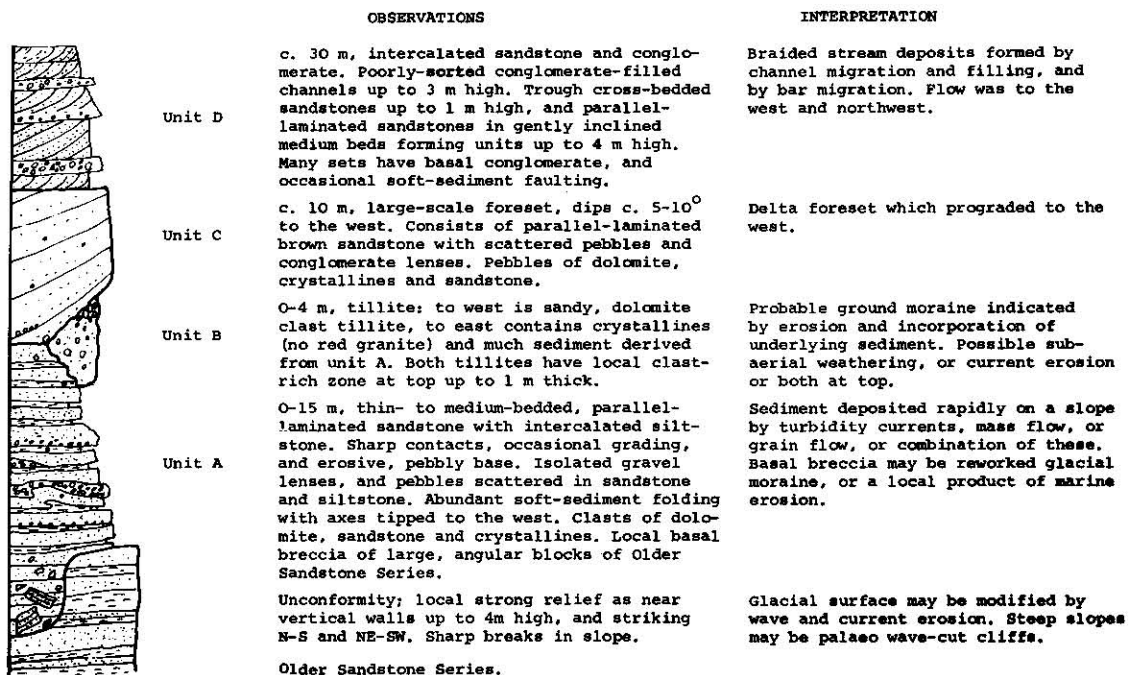 OBSERVATIONS
INTERPRETATION
Unit D
c. 30 m, intercalated sandstone and conglo-
merate. Poorly-sorted conglomerate-filled
channels up to 3 m high. Trough cross-bedded
sandstones up to 1 m high, and parallel-
laminated sandstones in gently inclined
medium beds forming units up to 4 m high.
Many sets have basal conglomerate, and
occasional soft-sediment faulting.
Braided stream deposits formed by
channel migration and filling, and
by bar migration. Flow was to the
west and northwest.
Unit C
c. 10 m, large-scale foreset, dips c. 5-10°
to the west. Consists of parallel-laminated
brown sandstone with scattered pebbles and
conglomerate lenses. Pebbles of dolomite,
crystallines and sandstone.
Delta foreset which prograded to the
west.
Unit B
0-4 m, tillite: to west is sandy, dolomite
clast tillite, to east contains crystallines
(no red granite) and much sediment derived
from unit A. Both tillites have local clast-
rich zone at top up to 1 m thick.
Probable ground moraine indicated
by erosion and incorporation of
underlying sediment. Possible sub-
aerial weathering, or current erosion
or both at top.
Unit A
0-15 m, thin- to medium-bedded, parallel-
laminated sandstone with intercalated silt-
stone. Sharp contacts, occasional grading,
and erosive, pebbly base. Isolated gravel
lenses, and pebbles scattered in sandstone
and siltstone. Abundant soft-sediment folding
with axes tipped to the west. Clasts of dolo-
mite, sandstone and crystallines. Local basal
breccia of large, angular blocks of Older
Sandstone Series.
Sediment deposited rapidly on a slope
by turbidity currents, mass flow, or
grain flow, or combination of these.
Basal breccia may be reworked glacial
moraine, or a local product of marine
erosion.
Unconformity; local strong relief as near
vertical walls up to 4m high, and striking
N-S and NE-SW. Sharp breaks in slope.
Glacial surface may be modified by
wave and current erosion. Steep slopes
may be palaeo wave-cut cliffs.
Older Sandstone Series.